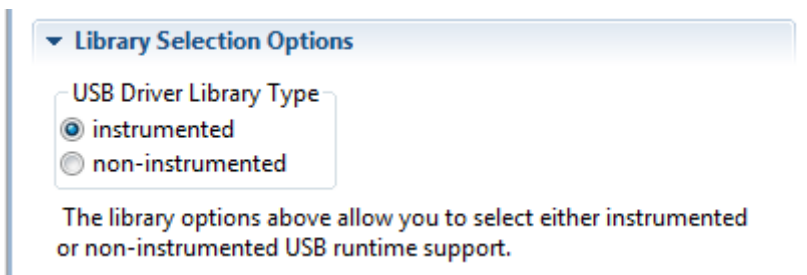 Library Selection Options
USB Driver Library Type
instrumented
non-instrumented
The library options above allow you to select either instrumented
or non-instrumented USB runtime support.